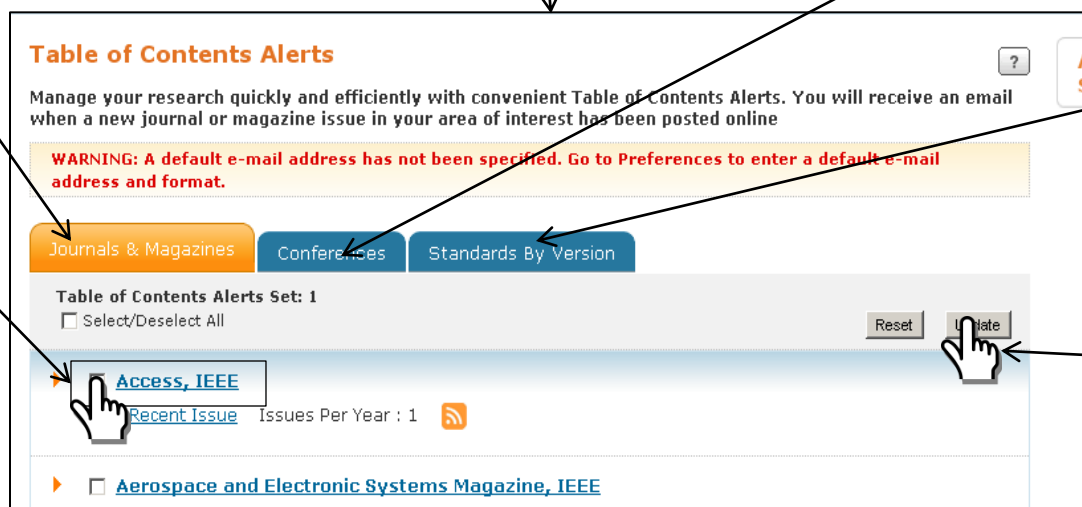 Table of Contents Alerts
?
Manage your research quickly and efficiently with convenient Table of Contents Alerts. You will receive an email
when a new journal or magazine issue in your area of interest has been posted online
WARNING: A default e-mail address has not been specified. Go to Preferences to enter a default e-mail
address and format.
Journals & Magazines Conferences Standards By Version
Table of Contents Alerts Set: 1
Select/Deselect All
Reset Update
Access, IEEE
Recent Issue Issues Per Year : 1
Aerospace and Electronic Systems Magazine, IEEE